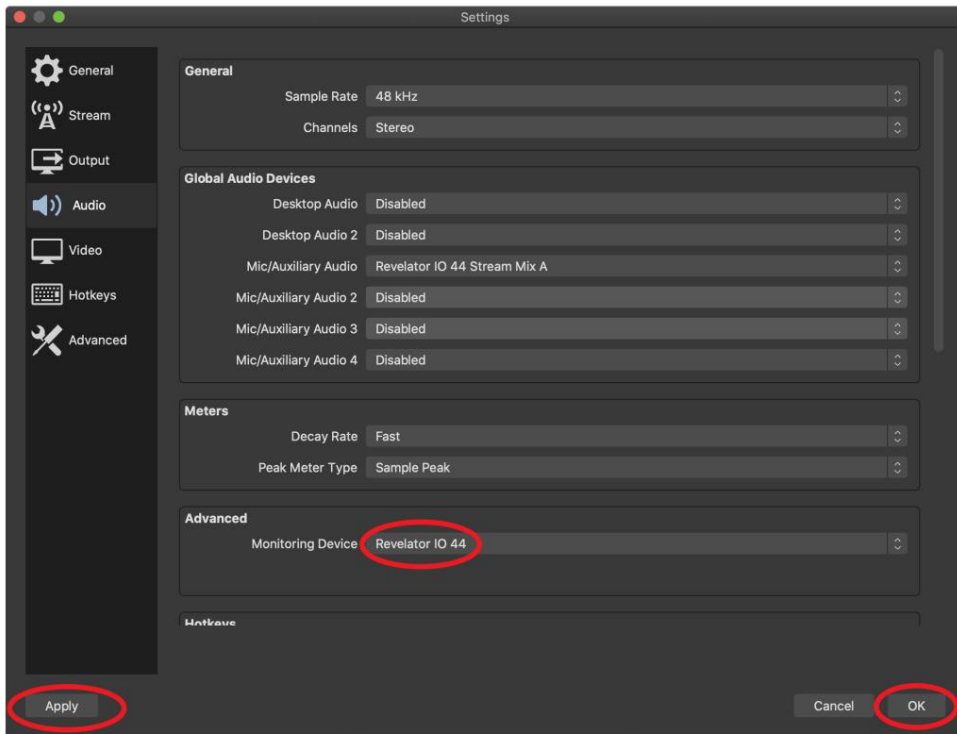 Settings
General
Stream
Output
Audio
Video
Hotkeys
Advanced
General
Sample Rate 48 kHz
Channels Stereo
Global Audio Devices
Desktop Audio Disabled
Desktop Audio 2 Disabled
Mic/Auxiliary Audio Revelator IO 44 Stream Mix A
Mic/Auxiliary Audio 2 Disabled
Mic/Auxiliary Audio 3 Disabled
Mic/Auxiliary Audio 4 Disabled
Meters
Decay Rate Fast
Peak Meter Type Sample Peak
Advanced
Monitoring Device Revelator IO 44
Hotkeys
Apply Cancel OK